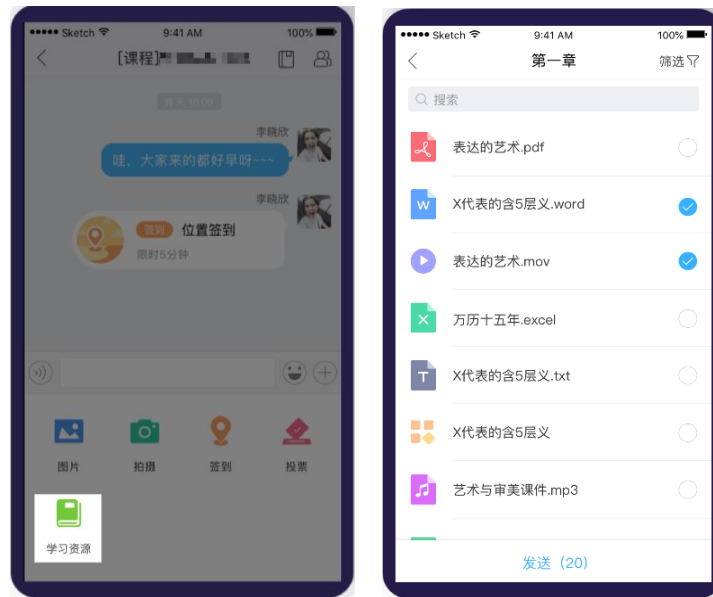 Sketch 9:41 AM 100%
[课程]
昨天 16:09
李晓欣
哇，大家来的都好早呀~~~
李晓欣
签到 位置签到
限时5分钟
图片 拍摄 签到 投票
学习资源
Sketch 9:41 AM 100%
第一章 筛选
搜索
表达的艺术.pdf
X代表的含5层义.word
表达的艺术.mov
万历十五年.excel
X代表的含5层义.txt
X代表的含5层义
艺术与审美课件.mp3
发送（20）